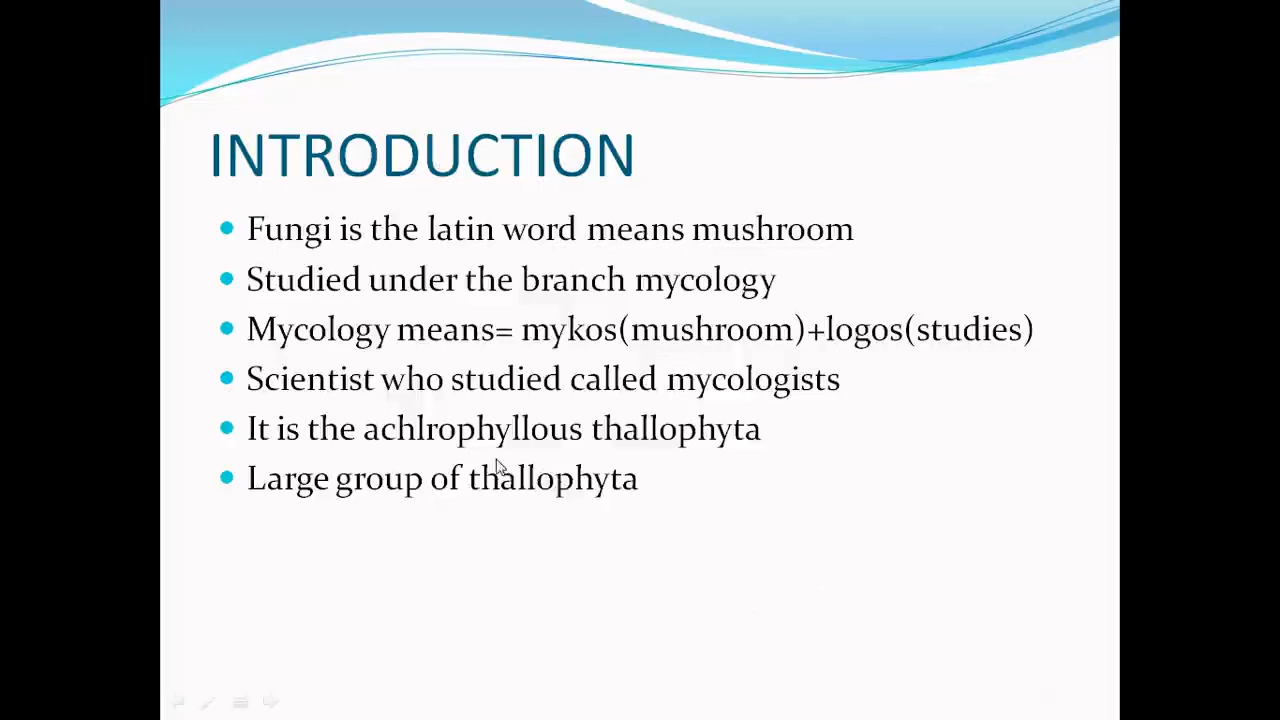 INTRODUCTION
Fungi is the latin word means mushroom
Studied under the branch mycology
Mycology means= mykos(mushroom)+logos(studies)
Scientist who studied called mycologists
It is the achlrophyllous thallophyta
Large group of thallophyta